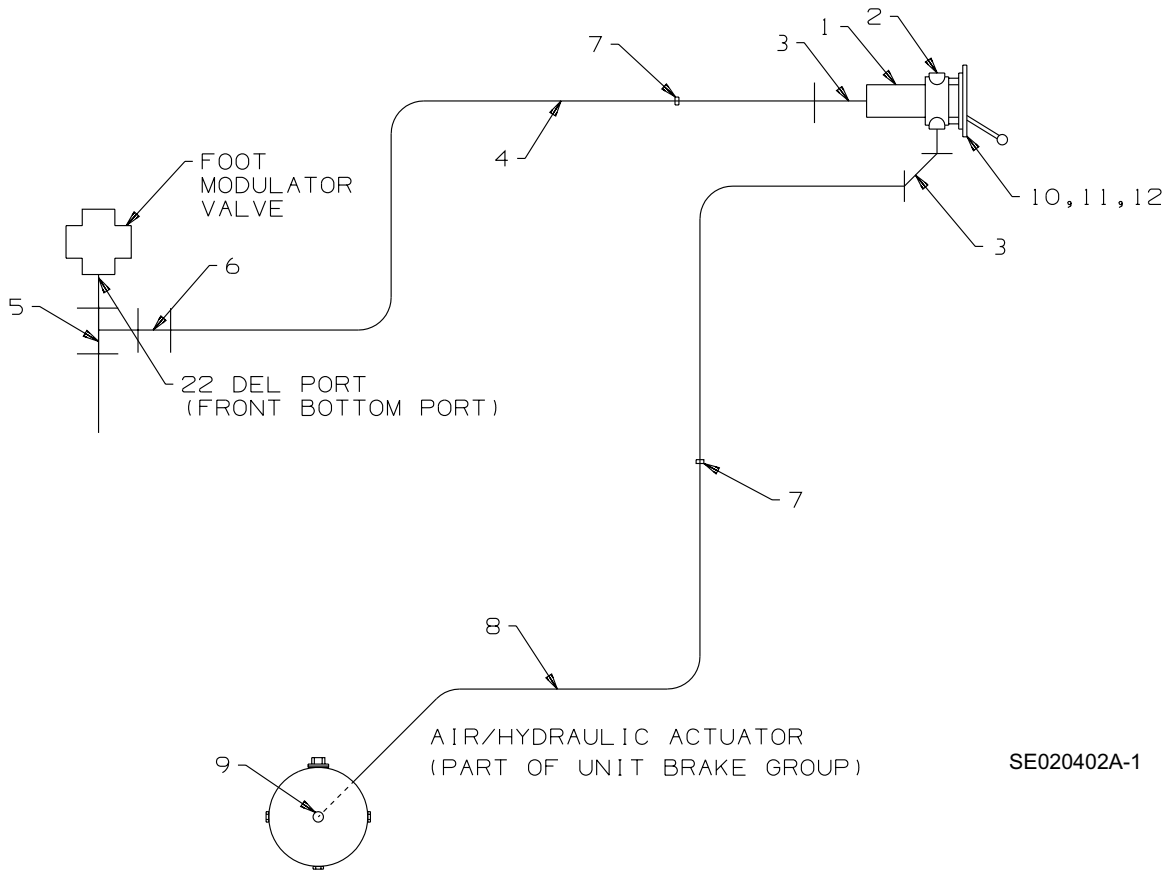 2
1
3
7
4
10,11,12
3
FOOT
MODULATOR
VALVE
6
5
22 DEL PORT
(FRONT BOTTOM PORT)
7
8
AIR/HYDRAULIC ACTUATOR
(PART OF UNIT BRAKE GROUP)
9
SE020402A-1